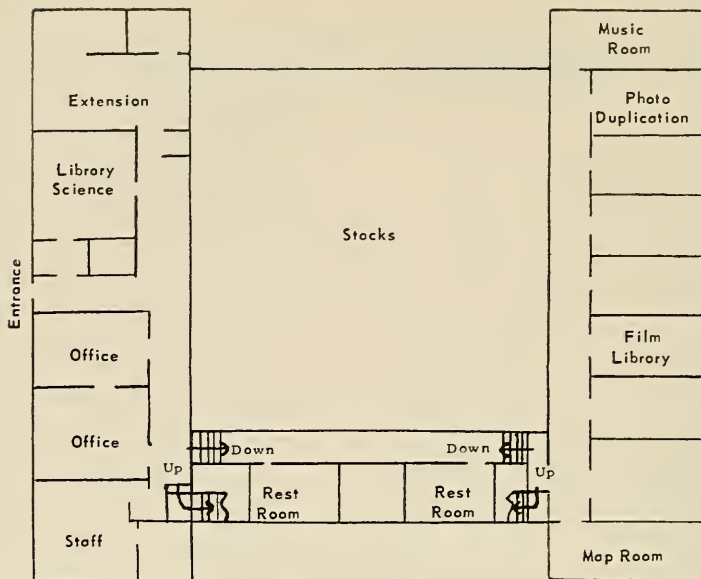 Music
Room
Extension
Photo
Duplication
Library
Science
Stocks
Entrance
Office
Film
Library
Office
Down
Down
Up
Up
Rest
Room
Rest
Room
Staff
Map Room